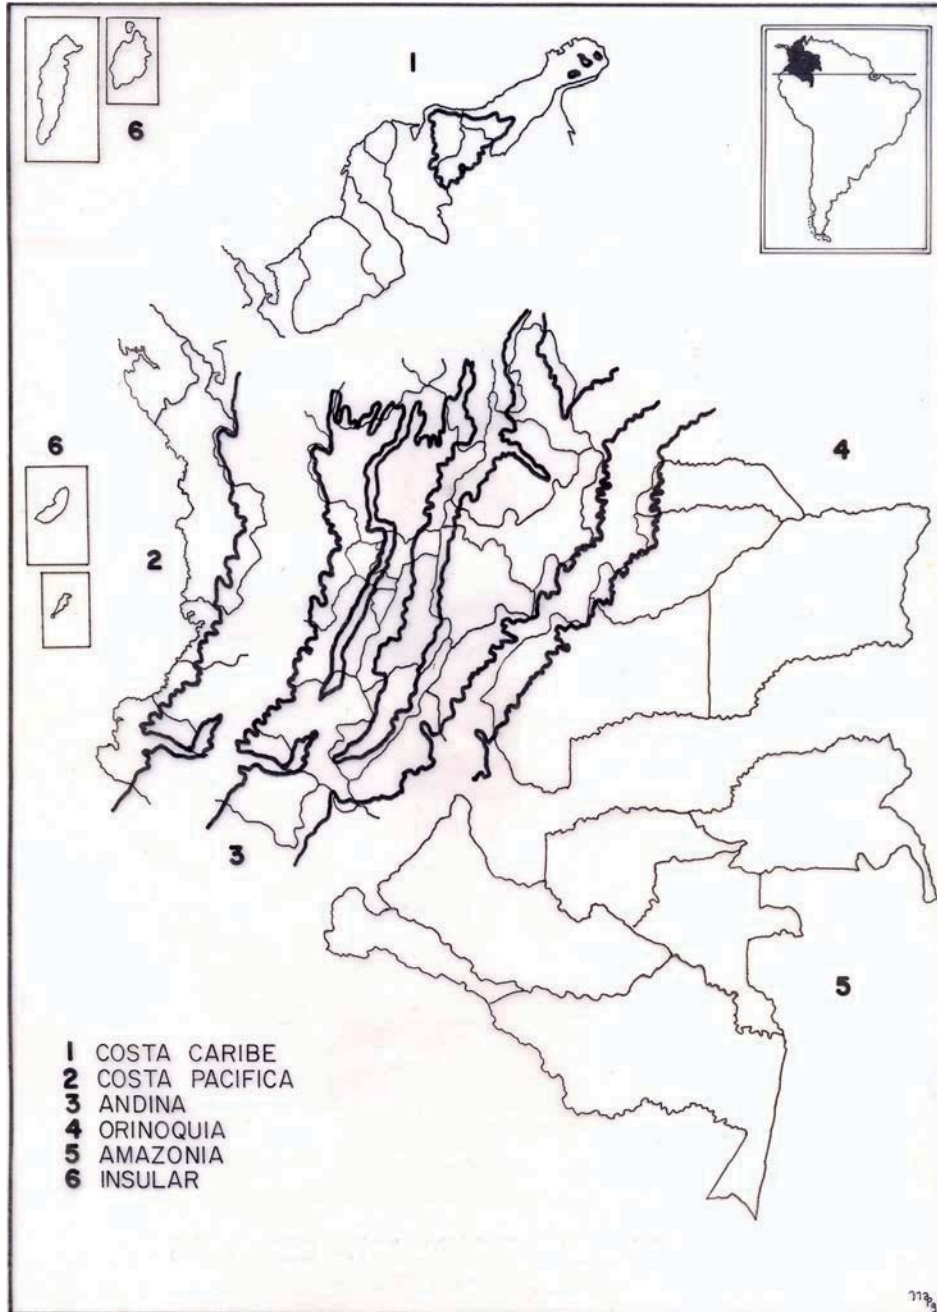 6
1
6
4
2
3
5
1 COSTA CARIBE
2 COSTA PACIFICA
3 ANDINA
4 ORINOQUIA
5 AMAZONIA
6 INSULAR